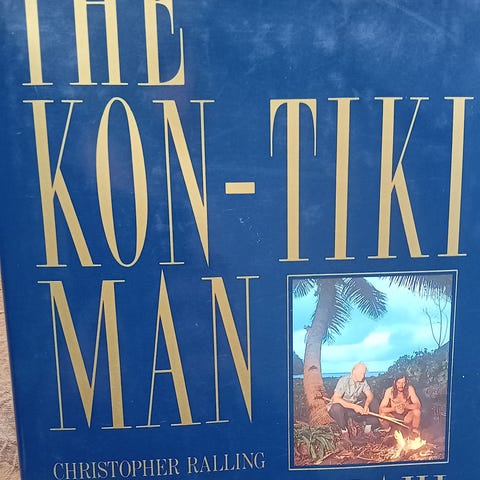 THE
KON-TIKI
MAN
CHRISTOPHER RALLING